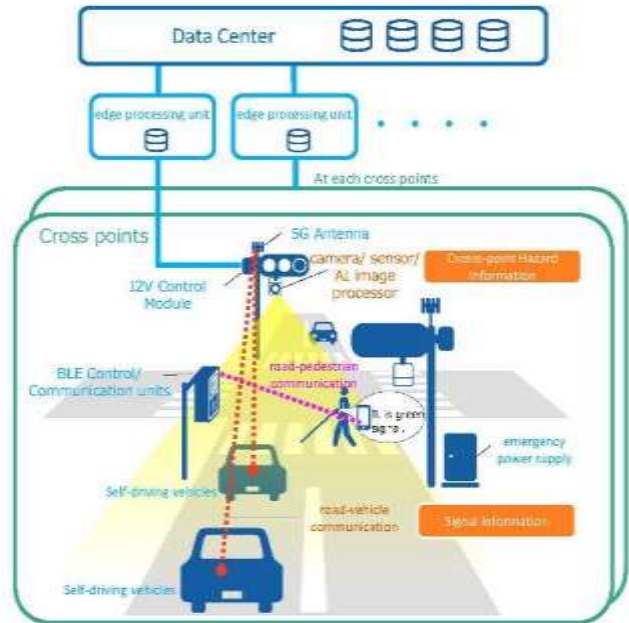 Data Center
edge processing unit
edge processing unit
At each cross points
Cross points
5G Antenna
camera/ sensor/
AI image
processor
Cross-point Hazard
Information
12V Control
Module
BLE Control/
Communication units
road-pedestrian
communication
It is green
signal.
emergency
power supply
Self-driving vehicles
road-vehicle
communication
Signal Information
Self-driving vehicles